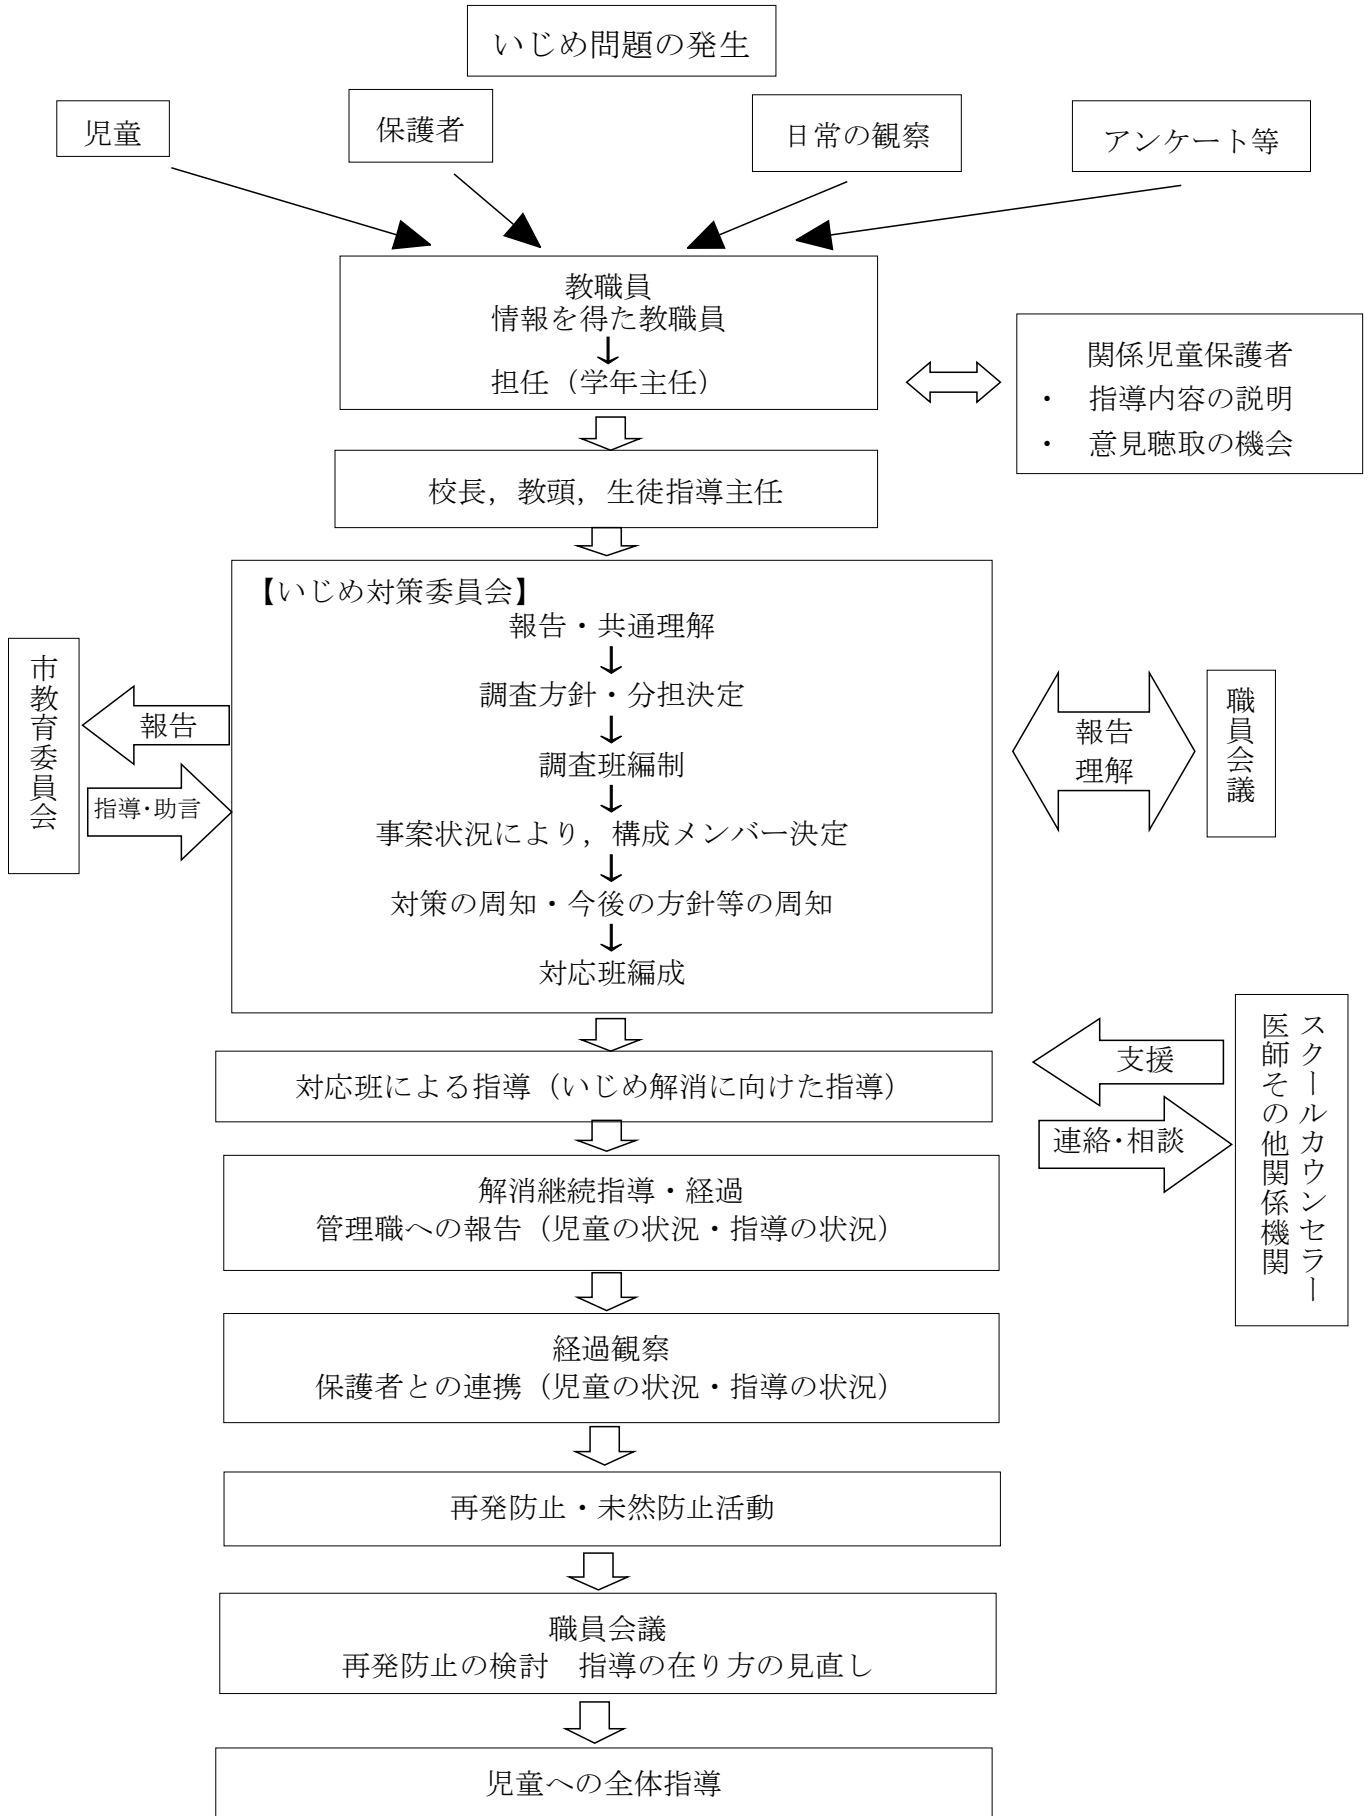 いじめ問題の発生
児童
保護者
日常の観察
アンケート等
教職員
情報を得た教職員
↓
担任（学年主任）
関係児童保護者
・　指導内容の説明
・　意見聴取の機会
校長，教頭，生徒指導主任
【いじめ対策委員会】
報告・共通理解
↓
調査方針・分担決定
↓
調査班編制
↓
事案状況により，構成メンバー決定
↓
対策の周知・今後の方針等の周知
↓
対応班編成
市教育委員会
報告
指導・助言
報告
理解
職員会議
対応班による指導（いじめ解消に向けた指導）
支援
連絡・相談
スクールカウンセラー
医師その他関係機関
解消継続指導・経過
管理職への報告（児童の状況・指導の状況）
経過観察
保護者との連携（児童の状況・指導の状況）
再発防止・未然防止活動
職員会議
再発防止の検討　指導の在り方の見直し
児童への全体指導